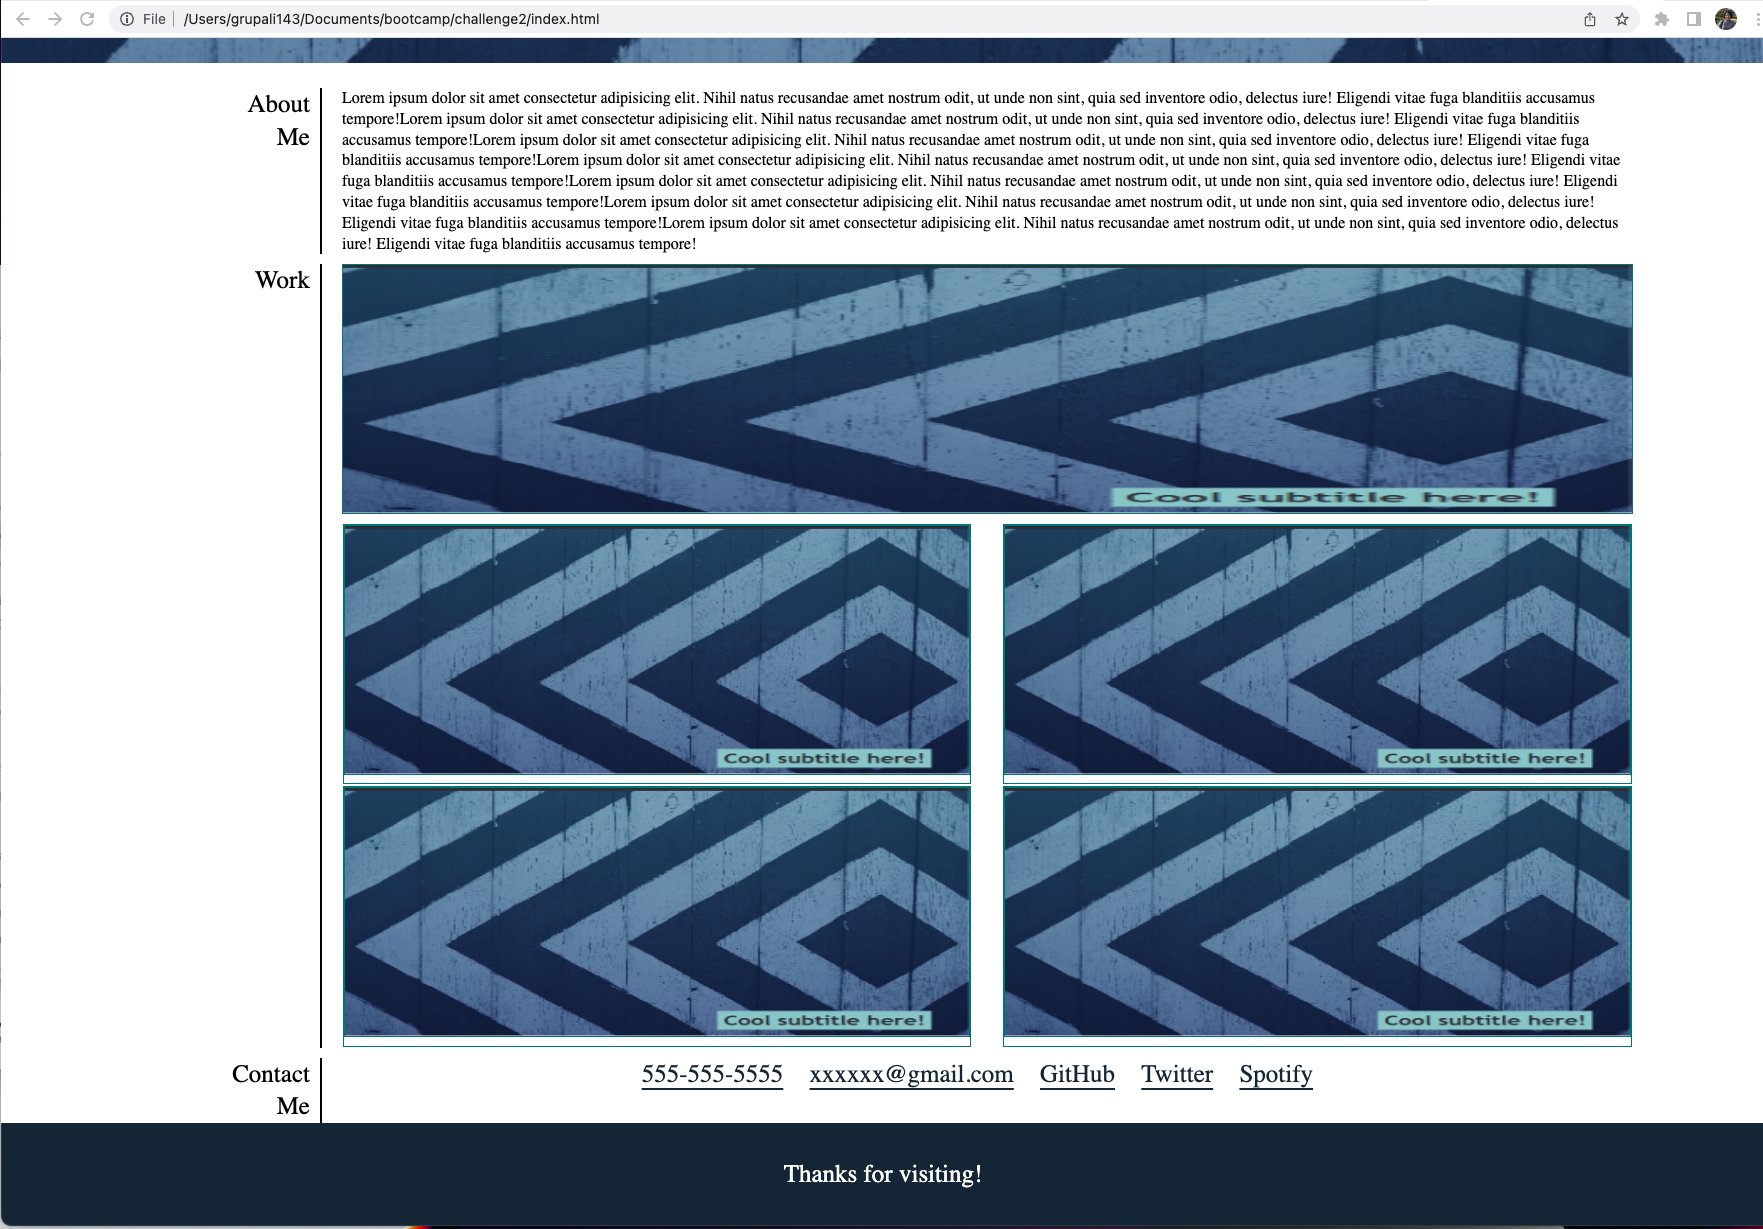 File /Users/grupali143/Documents/bootcamp/challenge2/index.html
About
Me
Lorem ipsum dolor sit amet consectetur adipisicing elit. Nihil natus recusandae amet nostrum odit, ut unde non sint, quia sed inventore odio, delectus iure! Eligendi vitae fuga blanditiis accusamus
tempore!Lorem ipsum dolor sit amet consectetur adipisicing elit. Nihil natus recusandae amet nostrum odit, ut unde non sint, quia sed inventore odio, delectus iure! Eligendi vitae fuga blanditiis
accusamus tempore!Lorem ipsum dolor sit amet consectetur adipisicing elit. Nihil natus recusandae amet nostrum odit, ut unde non sint, quia sed inventore odio, delectus iure! Eligendi vitae fuga
blanditiis accusamus tempore!Lorem ipsum dolor sit amet consectetur adipisicing elit. Nihil natus recusandae amet nostrum odit, ut unde non sint, quia sed inventore odio, delectus iure! Eligendi vitae
fuga blanditiis accusamus tempore!Lorem ipsum dolor sit amet consectetur adipisicing elit. Nihil natus recusandae amet nostrum odit, ut unde non sint, quia sed inventore odio, delectus iure! Eligendi
vitae fuga blanditiis accusamus tempore!Lorem ipsum dolor sit amet consectetur adipisicing elit. Nihil natus recusandae amet nostrum odit, ut unde non sint, quia sed inventore odio, delectus iure!
Eligendi vitae fuga blanditiis accusamus tempore!Lorem ipsum dolor sit amet consectetur adipisicing elit. Nihil natus recusandae amet nostrum odit, ut unde non sint, quia sed inventore odio, delectus
iure! Eligendi vitae fuga blanditiis accusamus tempore!
Work
Cool subtitle here!
Cool subtitle here!
Cool subtitle here!
Cool subtitle here!
Cool subtitle here!
Contact
Me
555-555-5555 xxxxxx@gmail.com GitHub Twitter Spotify
Thanks for visiting!